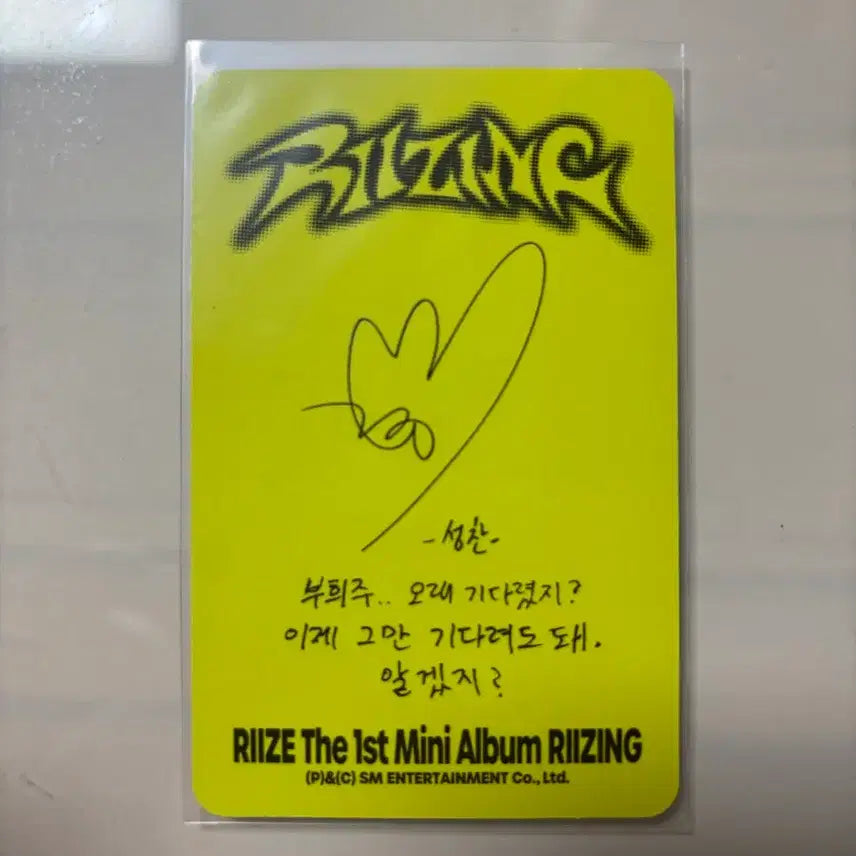 RIIZING
-성찬-
부희주.. 오래 기다렸지?
이제 그만 기다려도 돼.
알겠지?
RIIZE The 1st Mini Album RIIZING
(P)&(C) SM ENTERTAINMENT Co., Ltd.